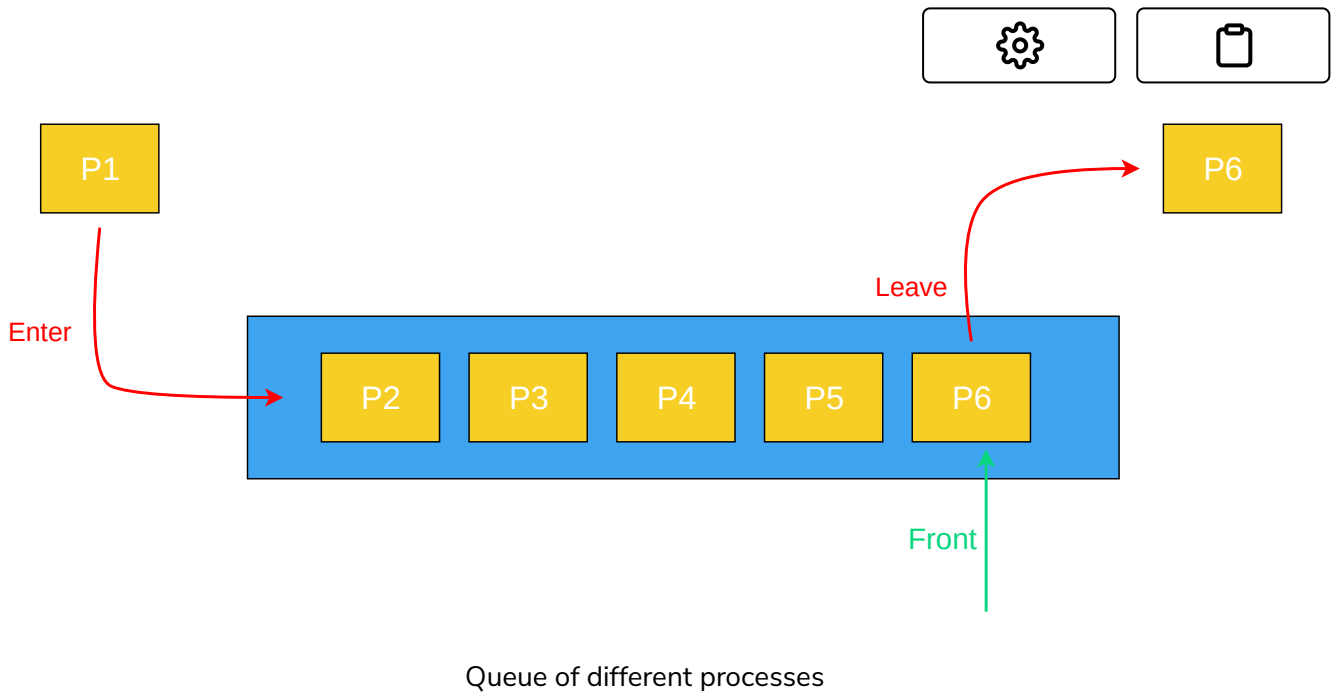 P1
P6
Leave
Enter
P2
P3
P4
P5
P6
Front
Queue of different processes